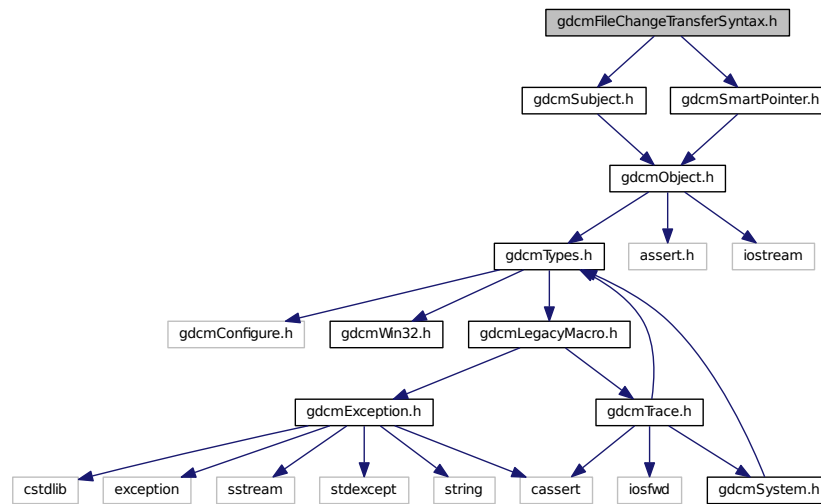 gdcmFileChangeTransferSyntax.h
gdcmSubject.h
gdcmSmartPointer.h
gdcmObject.h
gdcmTypes.h
assert.h
iostream
gdcmConfigure.h
gdcmWin32.h
gdcmLegacyMacro.h
gdcmException.h
gdcmTrace.h
cstdlib
exception
sstream
stdexcept
string
cassert
iosfwd
gdcmSystem.h